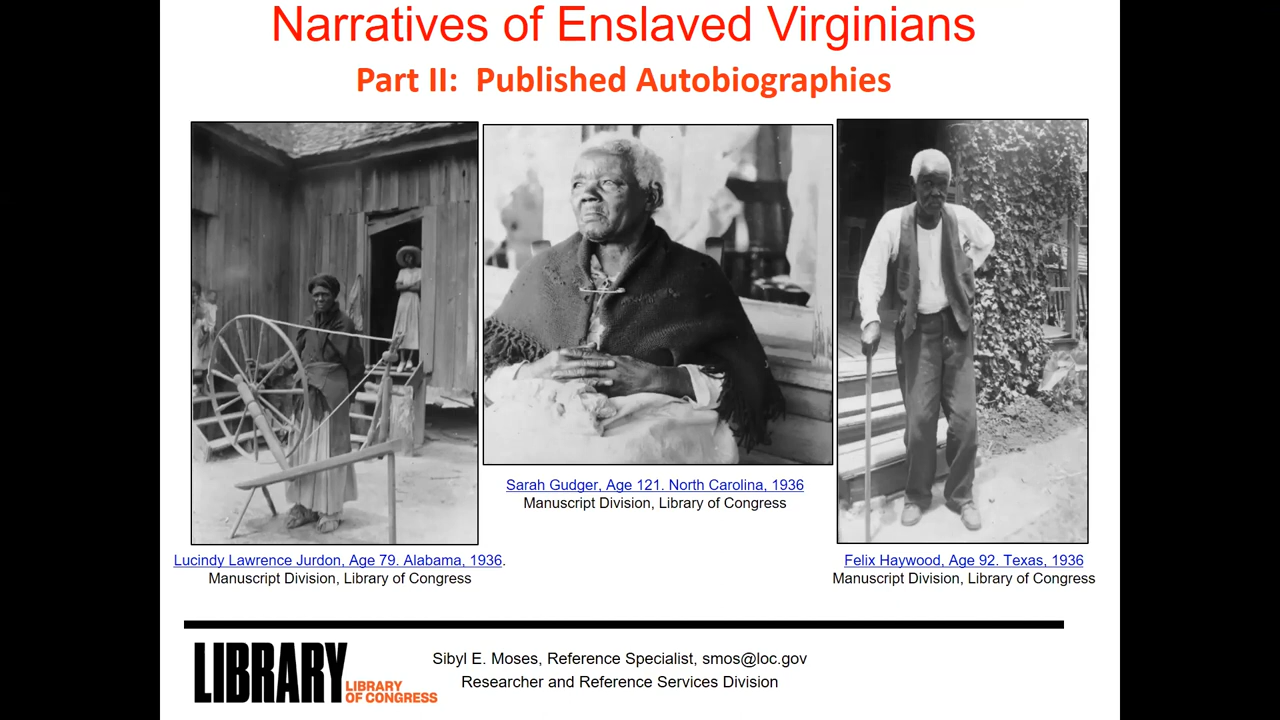 Narratives of Enslaved Virginians
Part II: Published Autobiographies
Lucindy Lawrence Jurdon, Age 79. Alabama, 1936.
Manuscript Division, Library of Congress
Sarah Gudger, Age 121. North Carolina, 1936
Manuscript Division, Library of Congress
Felix Haywood, Age 92. Texas, 1936
Manuscript Division, Library of Congress
LIBRARY
LIBRARY
OF CONGRESS
Sibyl E. Moses, Reference Specialist, smos@loc.gov
Researcher and Reference Services Division